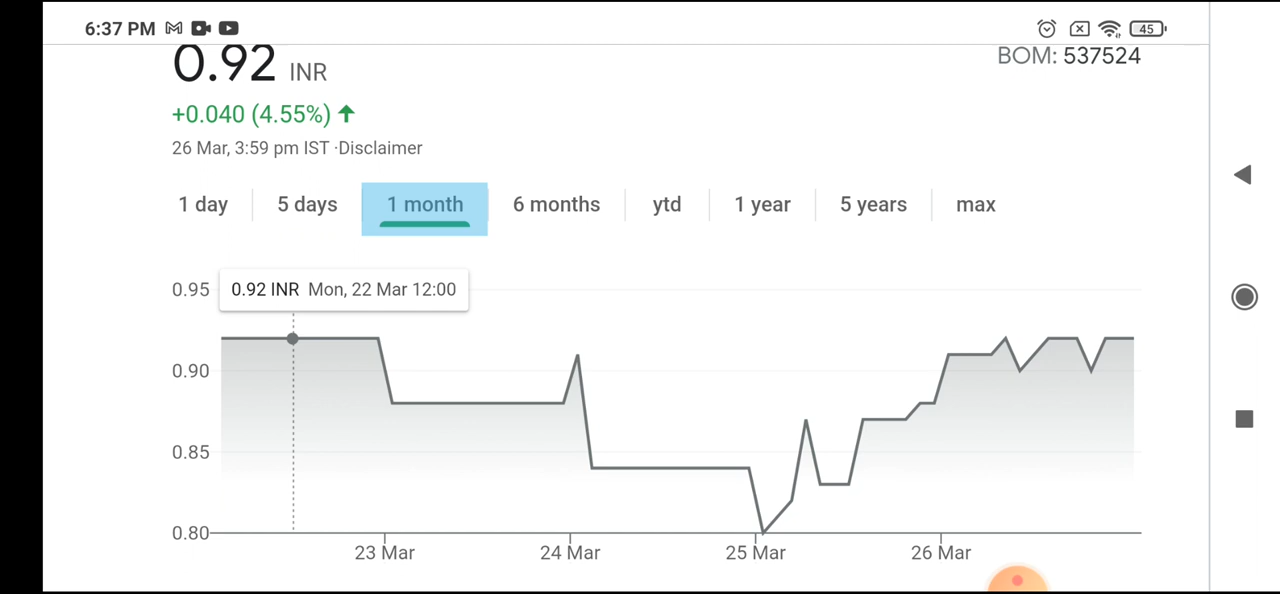 6:37 PM 45
0.92 INR BOM: 537524
+0.040 (4.55%)
26 Mar, 3:59 pm IST ·Disclaimer
1 day 5 days 1 month 6 months ytd 1 year 5 years max
0.95 0.92 INR Mon, 22 Mar 12:00
0.90
0.85
0.80
23 Mar 24 Mar 25 Mar 26 Mar